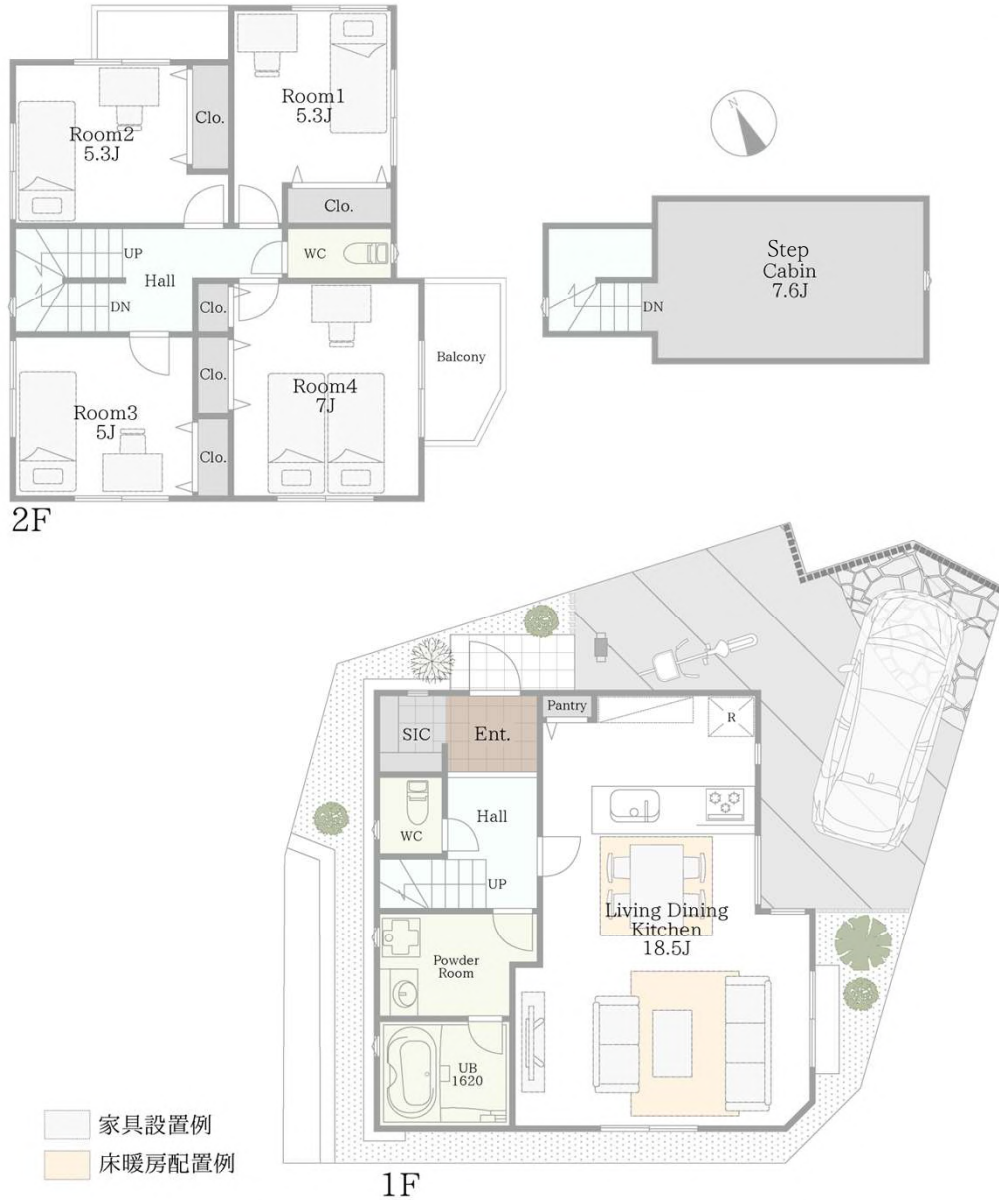 Room1
5.3J
Room2
5.3J
Clo.
Clo.
N
UP
Hall
WC
DN
Clo.
Clo.
Clo.
Room3
5J
Room4
7J
Balcony
2F
Step
Cabin
7.6J
DN
SIC
Ent.
Pantry
R
WC
Hall
UP
Living Dining
Kitchen
18.5J
Powder
Room
UB
1620
家具設置例
床暖房配置例
1F